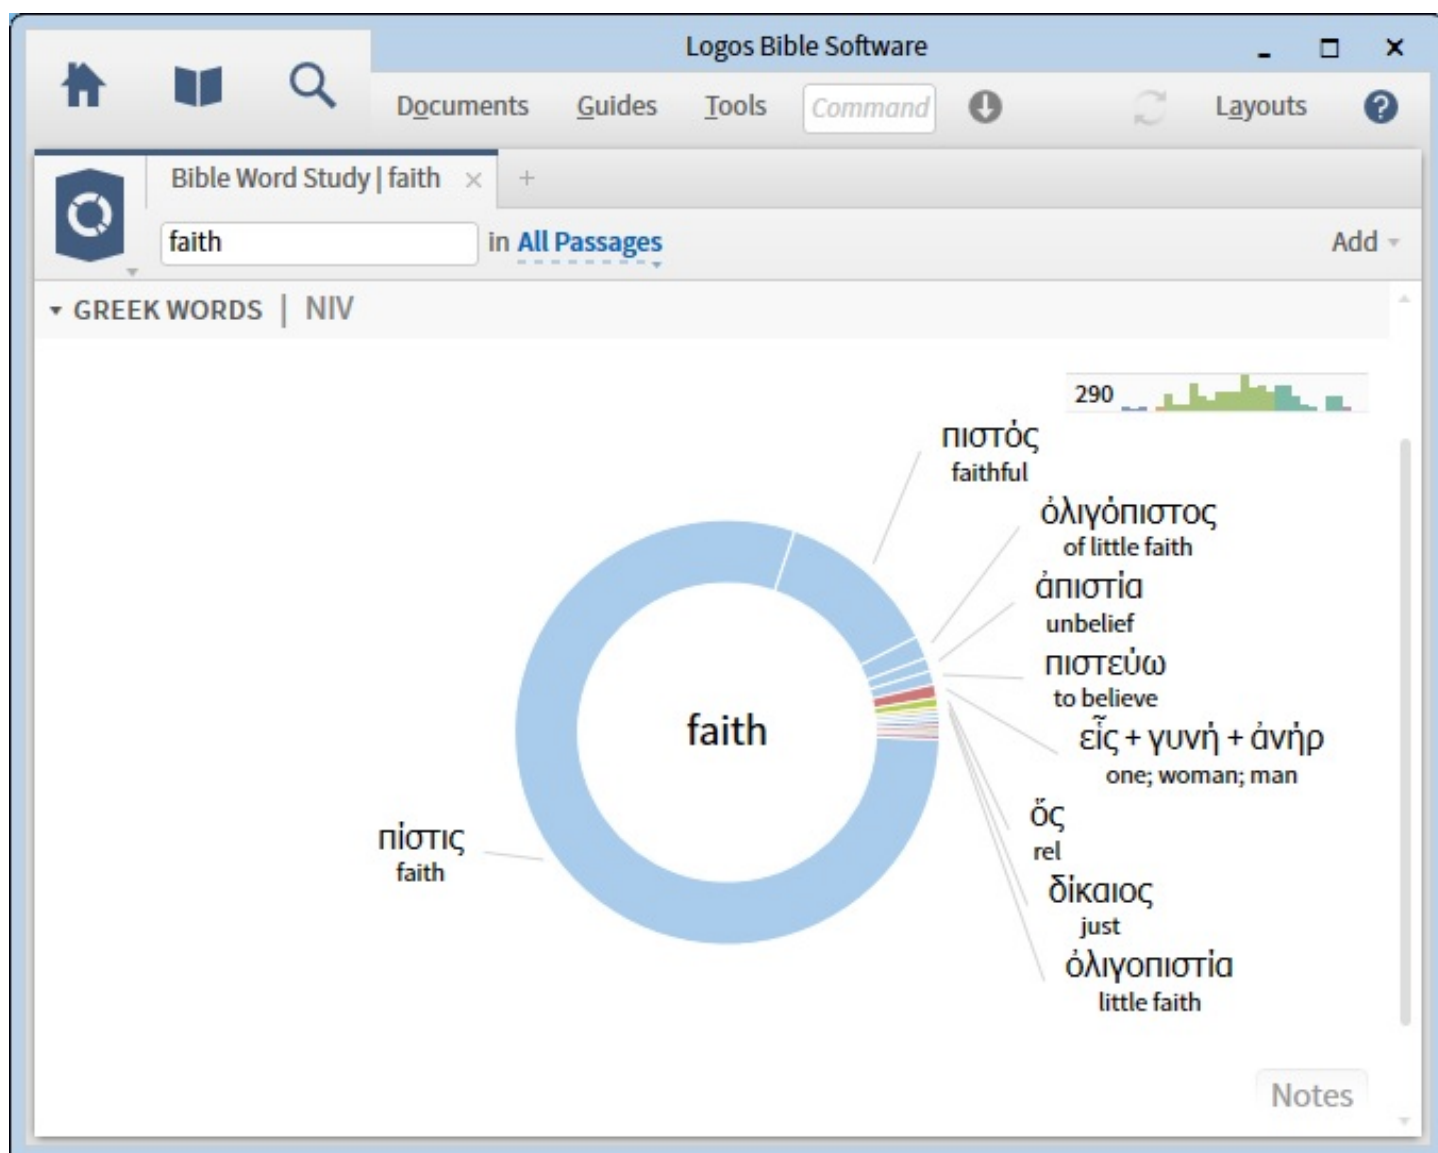 Logos Bible Software
Documents Guides Tools Command Layouts ?
Bible Word Study | faith × +
faith in All Passages Add
GREEK WORDS | NIV
290
πιστός
faithful
ὀλιγόπιστος
of little faith
ἀπιστία
unbelief
πιστεύω
to believe
εἷς + γυνή + ἀνήρ
one; woman; man
ὅς
rel
δίκαιος
just
ὀλιγοπιστία
little faith
faith
πίστις
faith
Notes